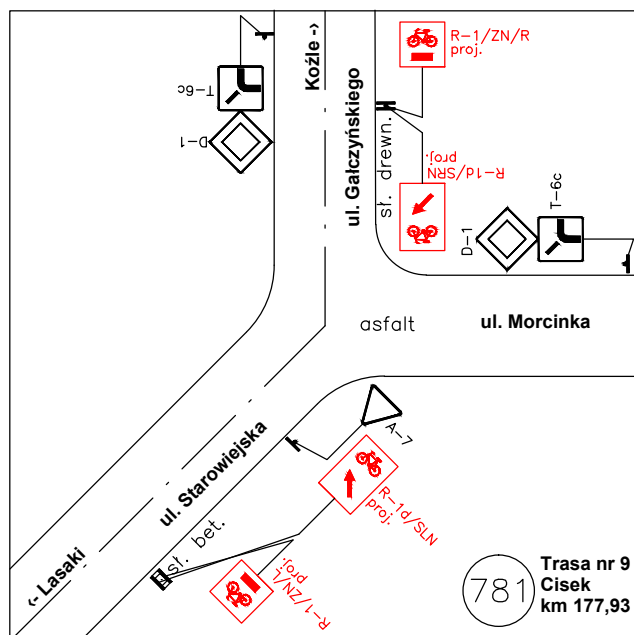 R-1/ZN/R
proj.
Koźle ->
T-6c
D-1
ul. Gałczyńskiego
sł. drewn.
R-1d/SRN
proj.
T-6c
D-1
asfalt
ul. Morcinka
A-7
ul. Starowiejska
R-1d/SLN
proj.
sł. bet.
<- Lasaki
R-1/ZN/L
proj.
781
Trasa nr 9
Cisek
km 177,93